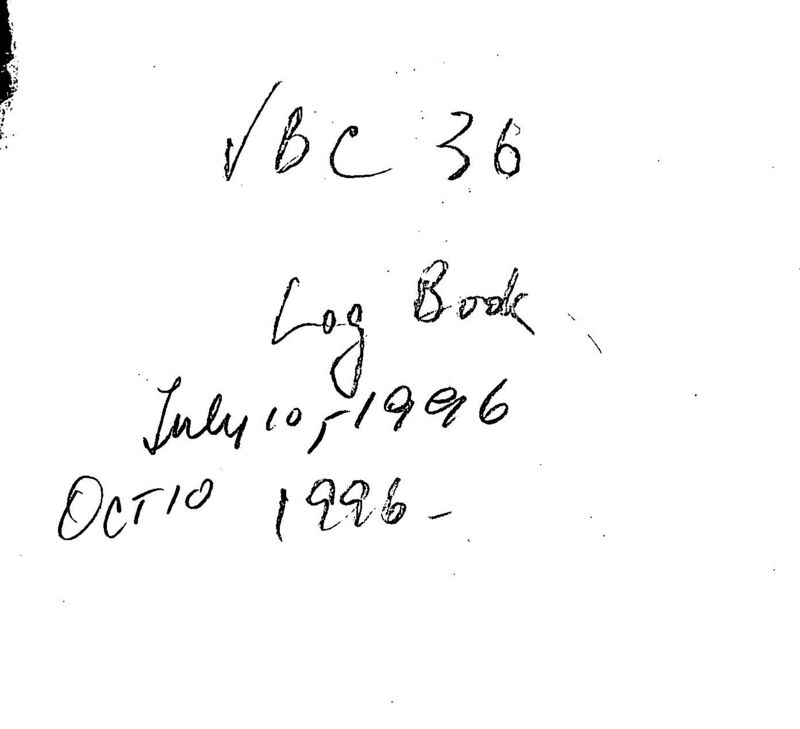 VBC 36
Log Book
July 10, 1996
OCT 10 1996 -